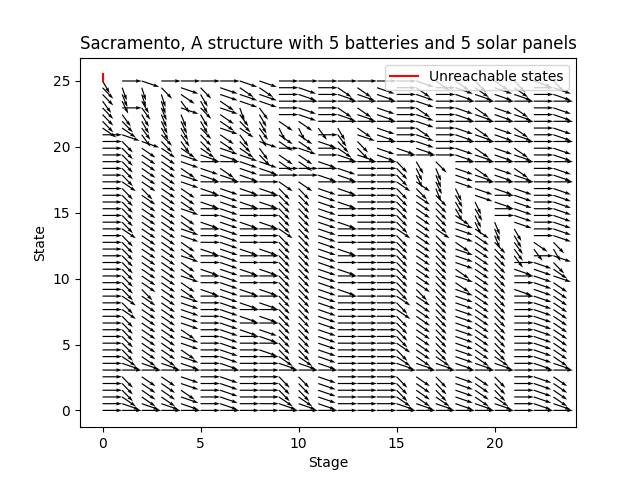 Sacramento, A structure with 5 batteries and 5 solar panels
Unreachable states
25
20
15
10
5
0
State
0 5 10 15 20
Stage